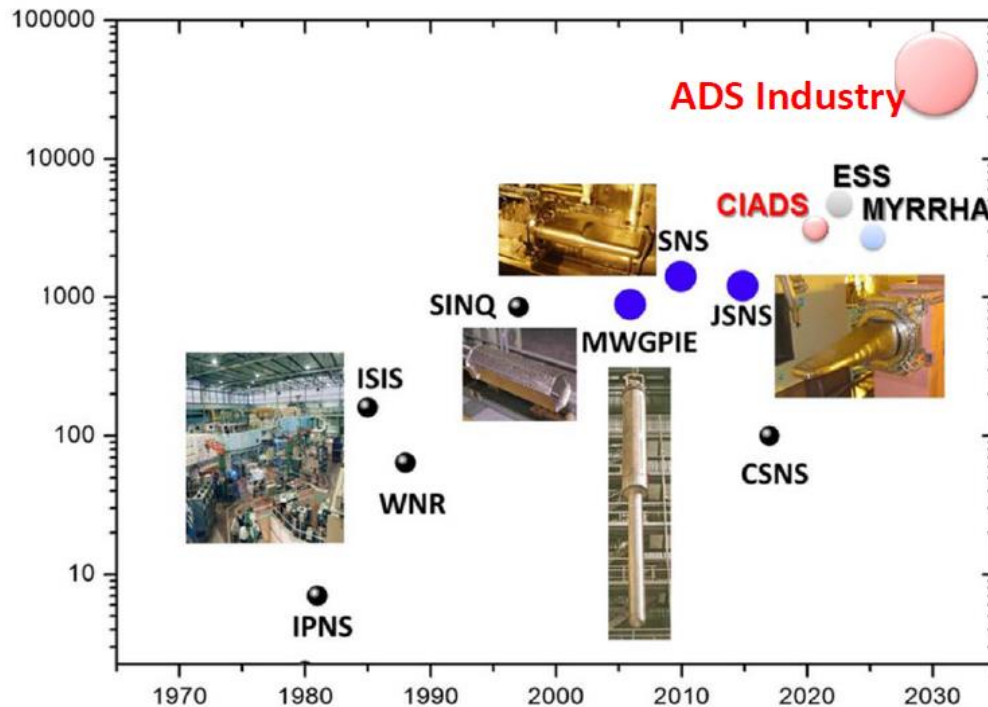 100000
ADS Industry
10000
ESS
CIADS
MYRRHA
SNS
1000
SINQ
JSNS
MWGPIE
ISIS
100
CSNS
WNR
10
IPNS
1970 1980 1990 2000 2010 2020 2030